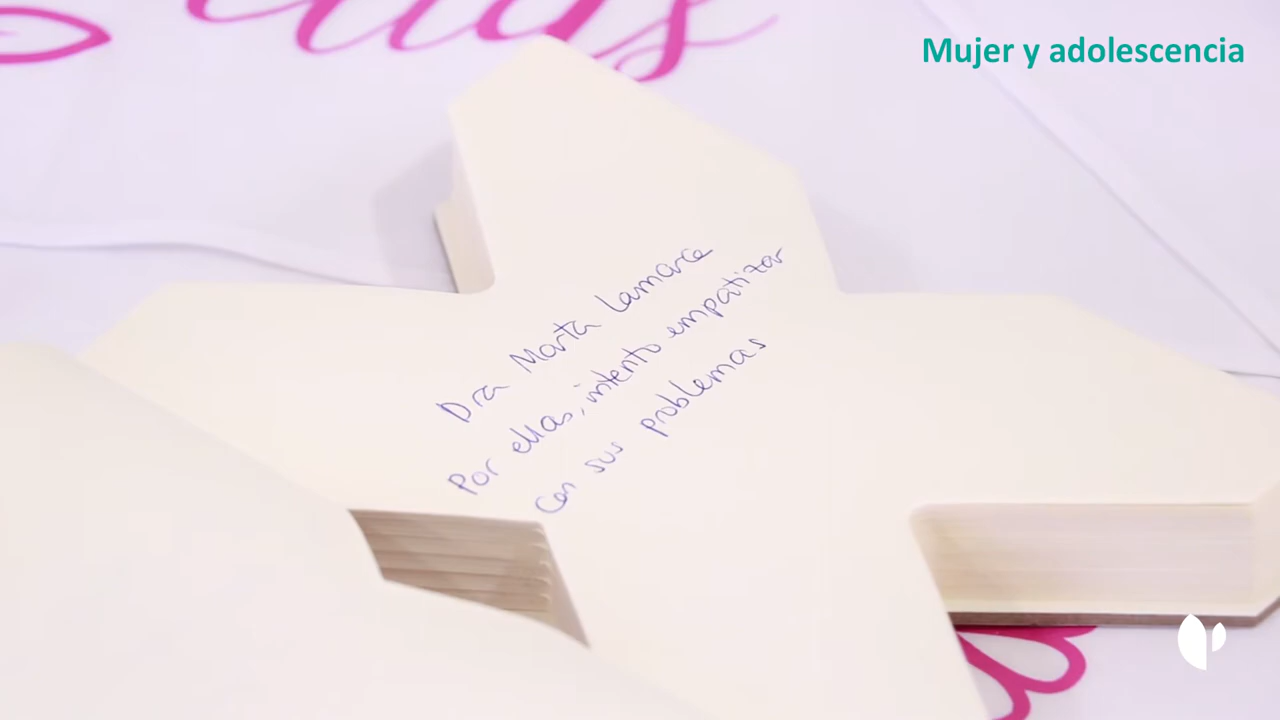 Mujer y adolescencia
Dra Marta Lamarca
Por ellas, intento empatizar
con sus problemas